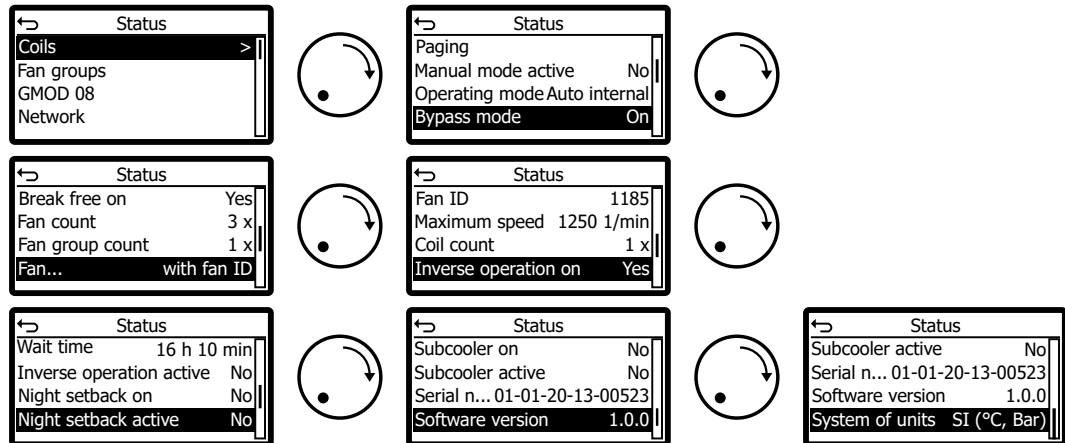 Status
Coils >
Fan groups
GMOD 08
Network
Status
Paging
Manual mode active No
Operating mode Auto internal
Bypass mode On
Status
Break free on Yes
Fan count 3 x
Fan group count 1 x
Fan... with fan ID
Status
Fan ID 1185
Maximum speed 1250 1/min
Coil count 1 x
Inverse operation on Yes
Status
Wait time 16 h 10 min
Inverse operation active No
Night setback on No
Night setback active No
Status
Subcooler on No
Subcooler active No
Serial n... 01-01-20-13-00523
Software version 1.0.0
Status
Subcooler active No
Serial n... 01-01-20-13-00523
Software version 1.0.0
System of units SI (°C, Bar)